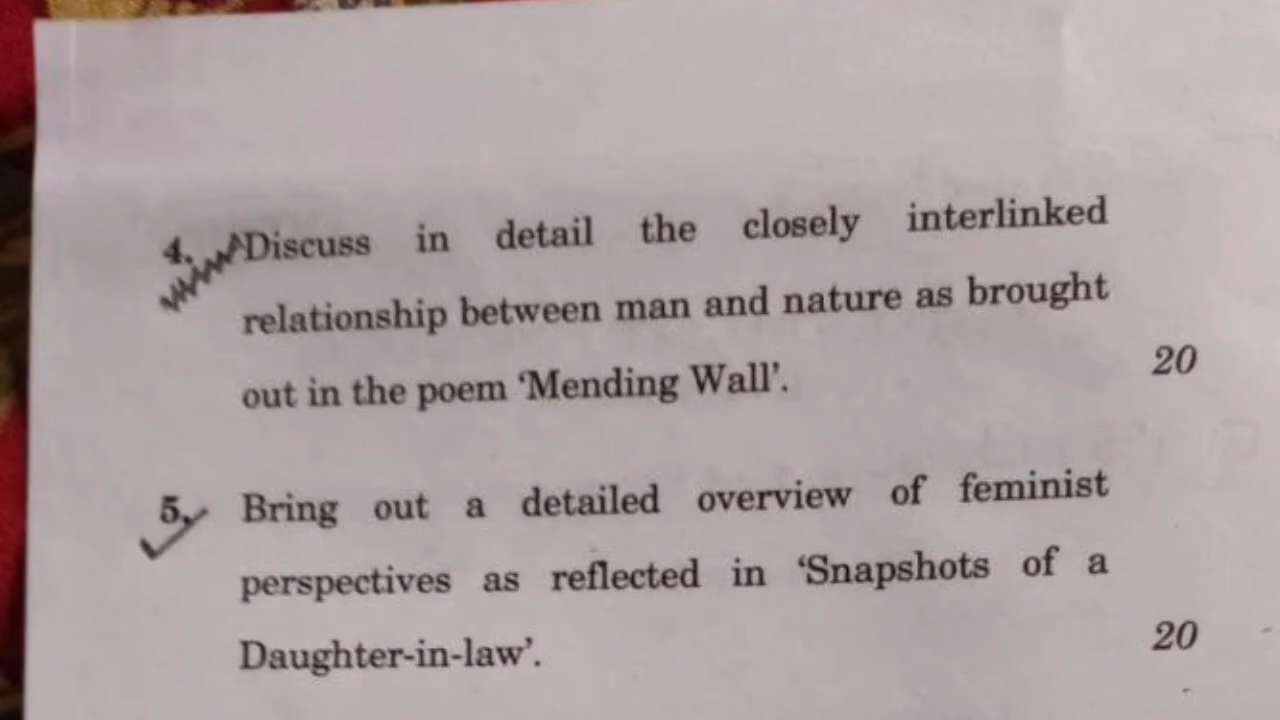 4. Discuss in detail the closely interlinked
relationship between man and nature as brought
out in the poem ‘Mending Wall’.
20
5. Bring out a detailed overview of feminist
perspectives as reflected in ‘Snapshots of a
Daughter-in-law’.
20